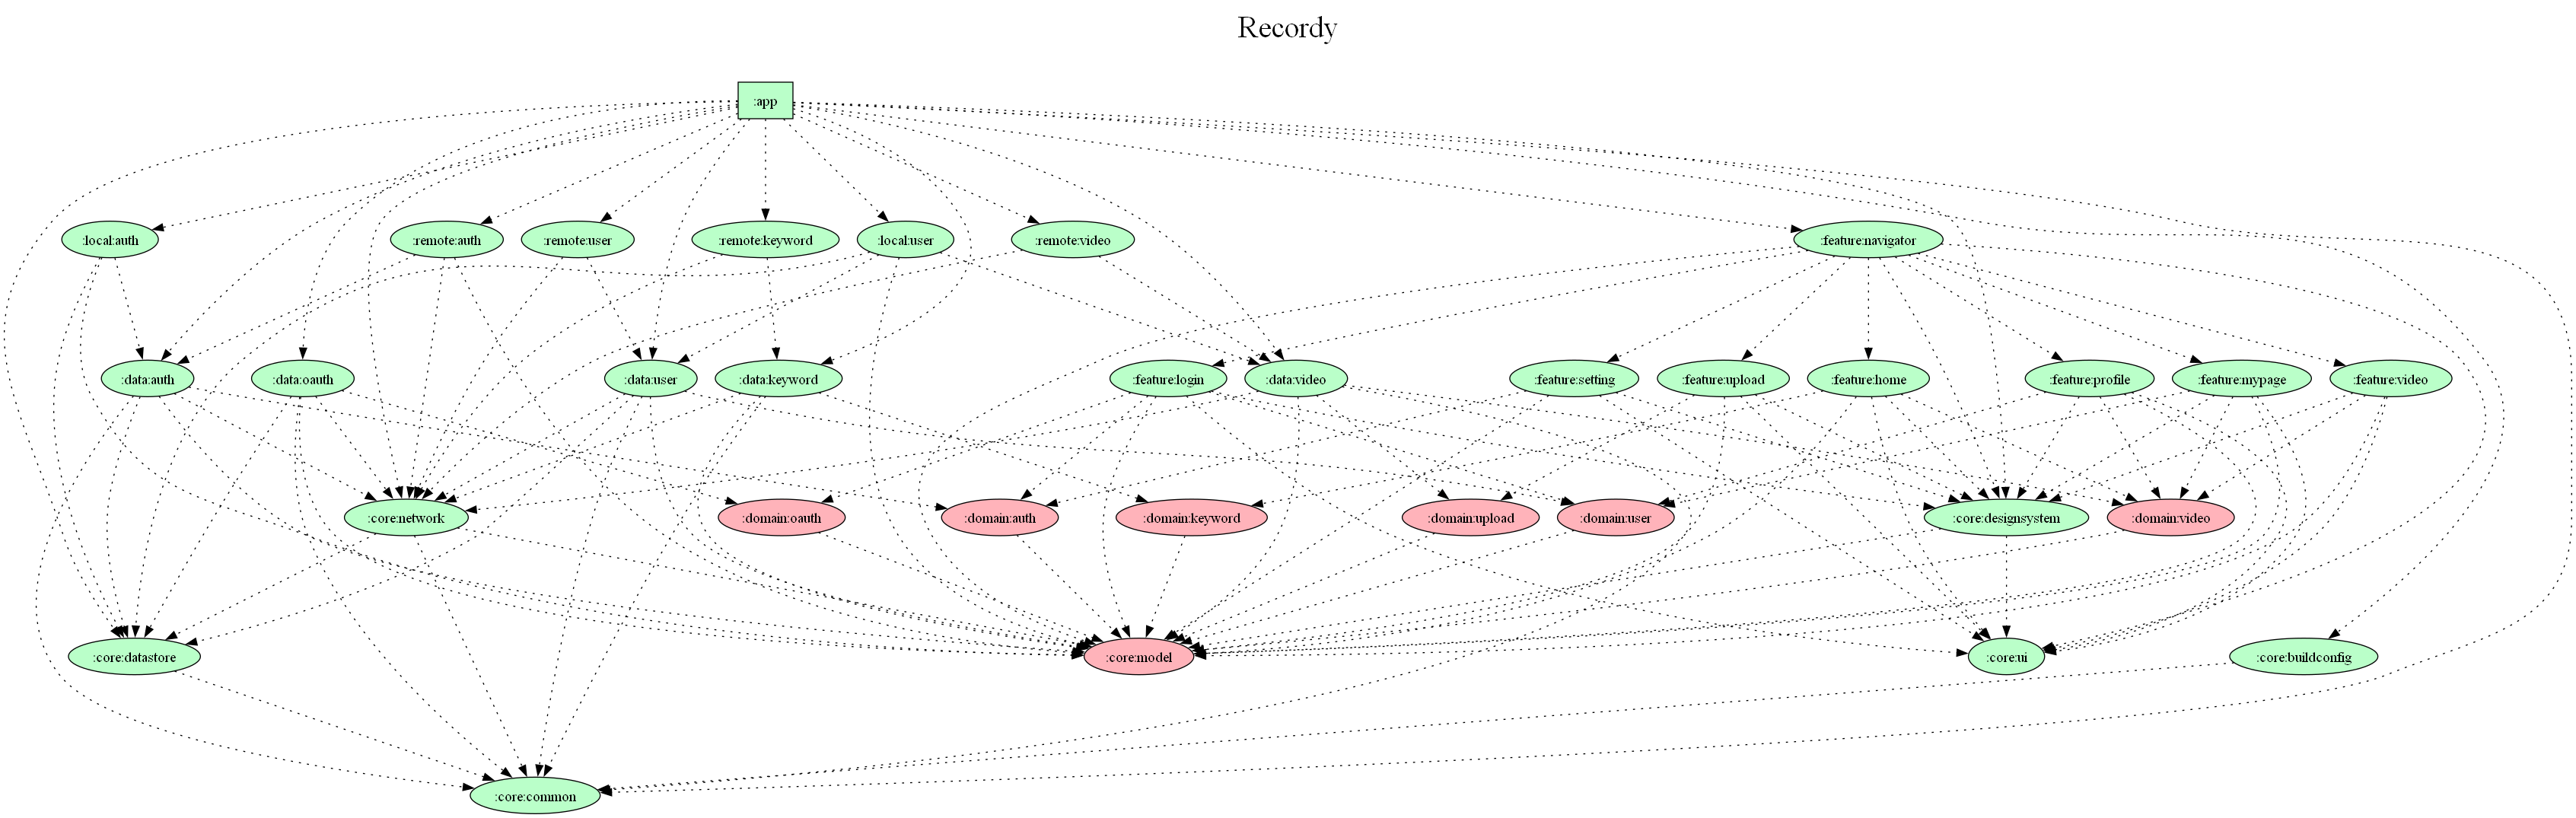 Recordy
:app
:local:auth
:remote:auth
:remote:user
:remote:keyword
:local:user
:remote:video
:feature:navigator
:data:auth
:data:oauth
:data:user
:data:keyword
:feature:login
:data:video
:feature:setting
:feature:upload
:feature:home
:feature:profile
:feature:mypage
:feature:video
:core:network
:domain:oauth
:domain:auth
:domain:keyword
:domain:upload
:domain:user
:core:designsystem
:domain:video
:core:datastore
:core:model
:core:ui
:core:buildconfig
:core:common